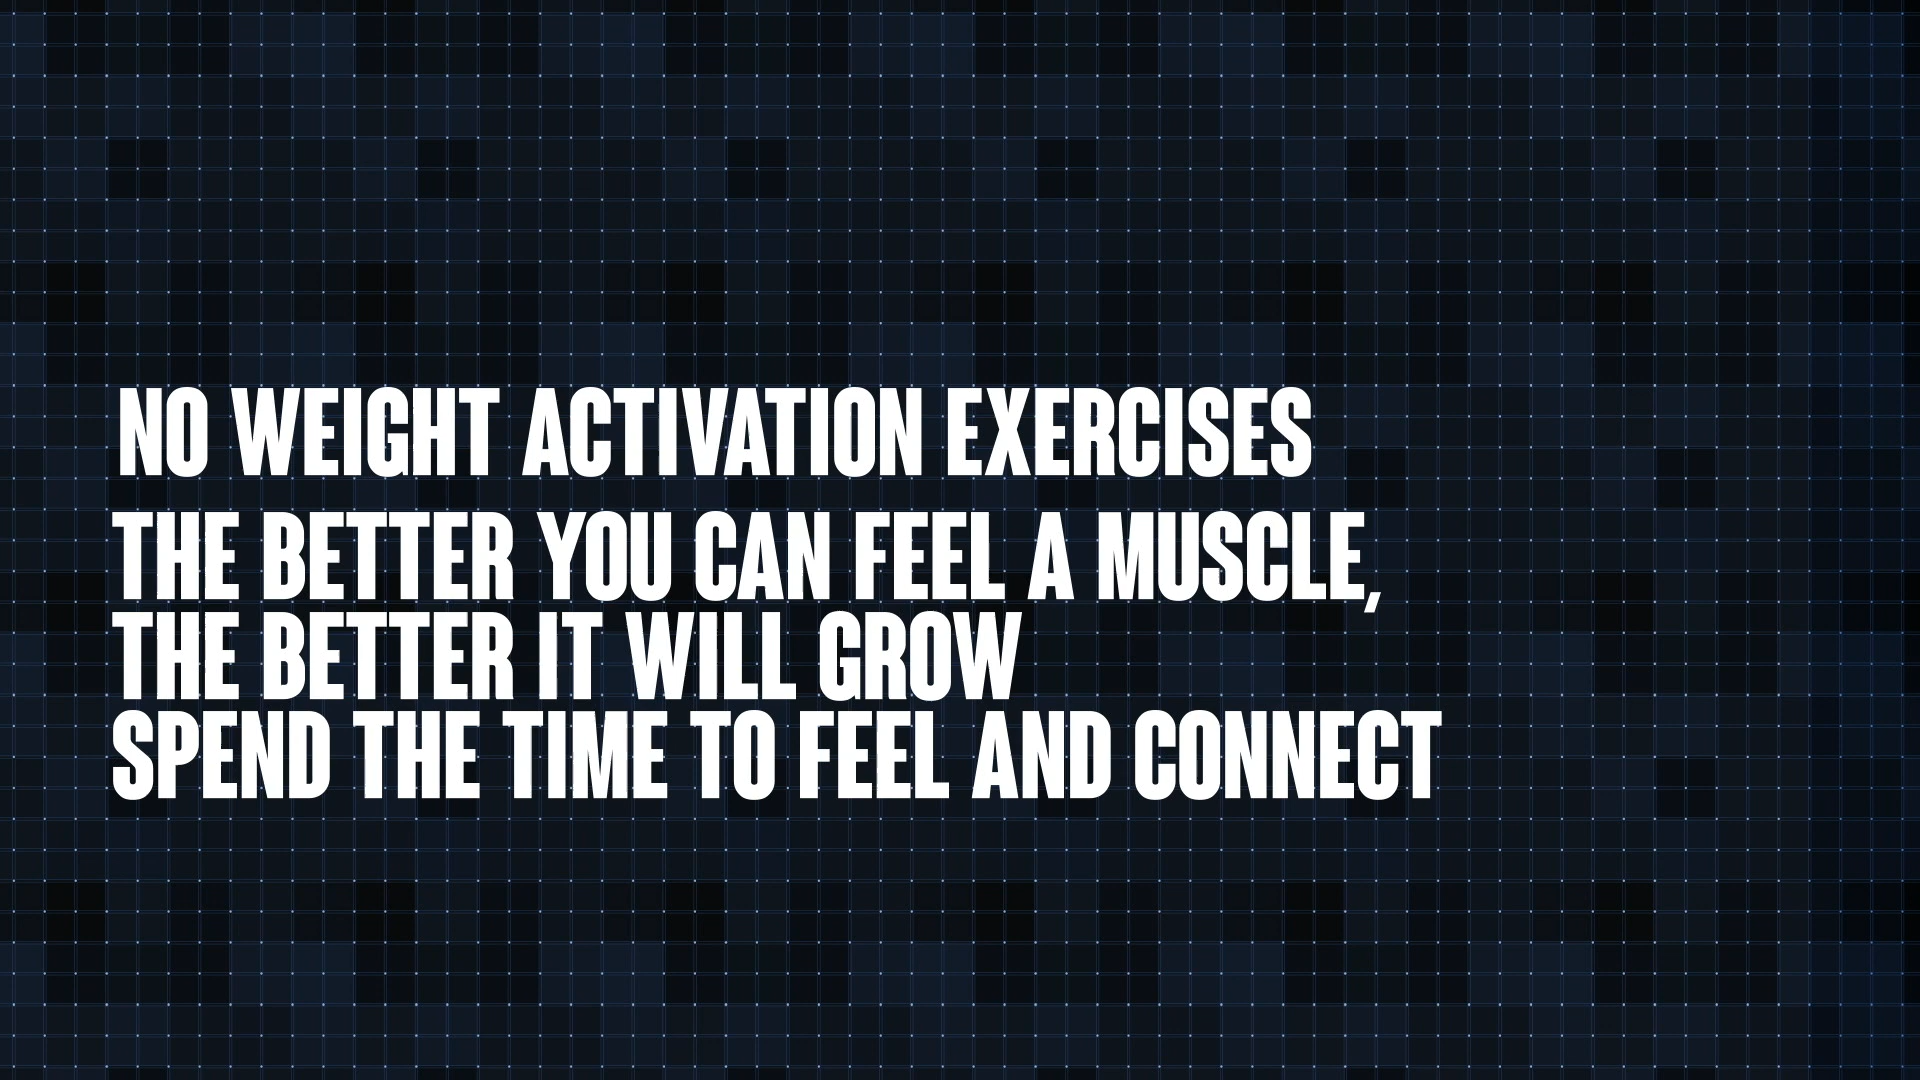 NO WEIGHT ACTIVATION EXERCISES
THE BETTER YOU CAN FEEL A MUSCLE,
THE BETTER IT WILL GROW
SPEND THE TIME TO FEEL AND CONNECT